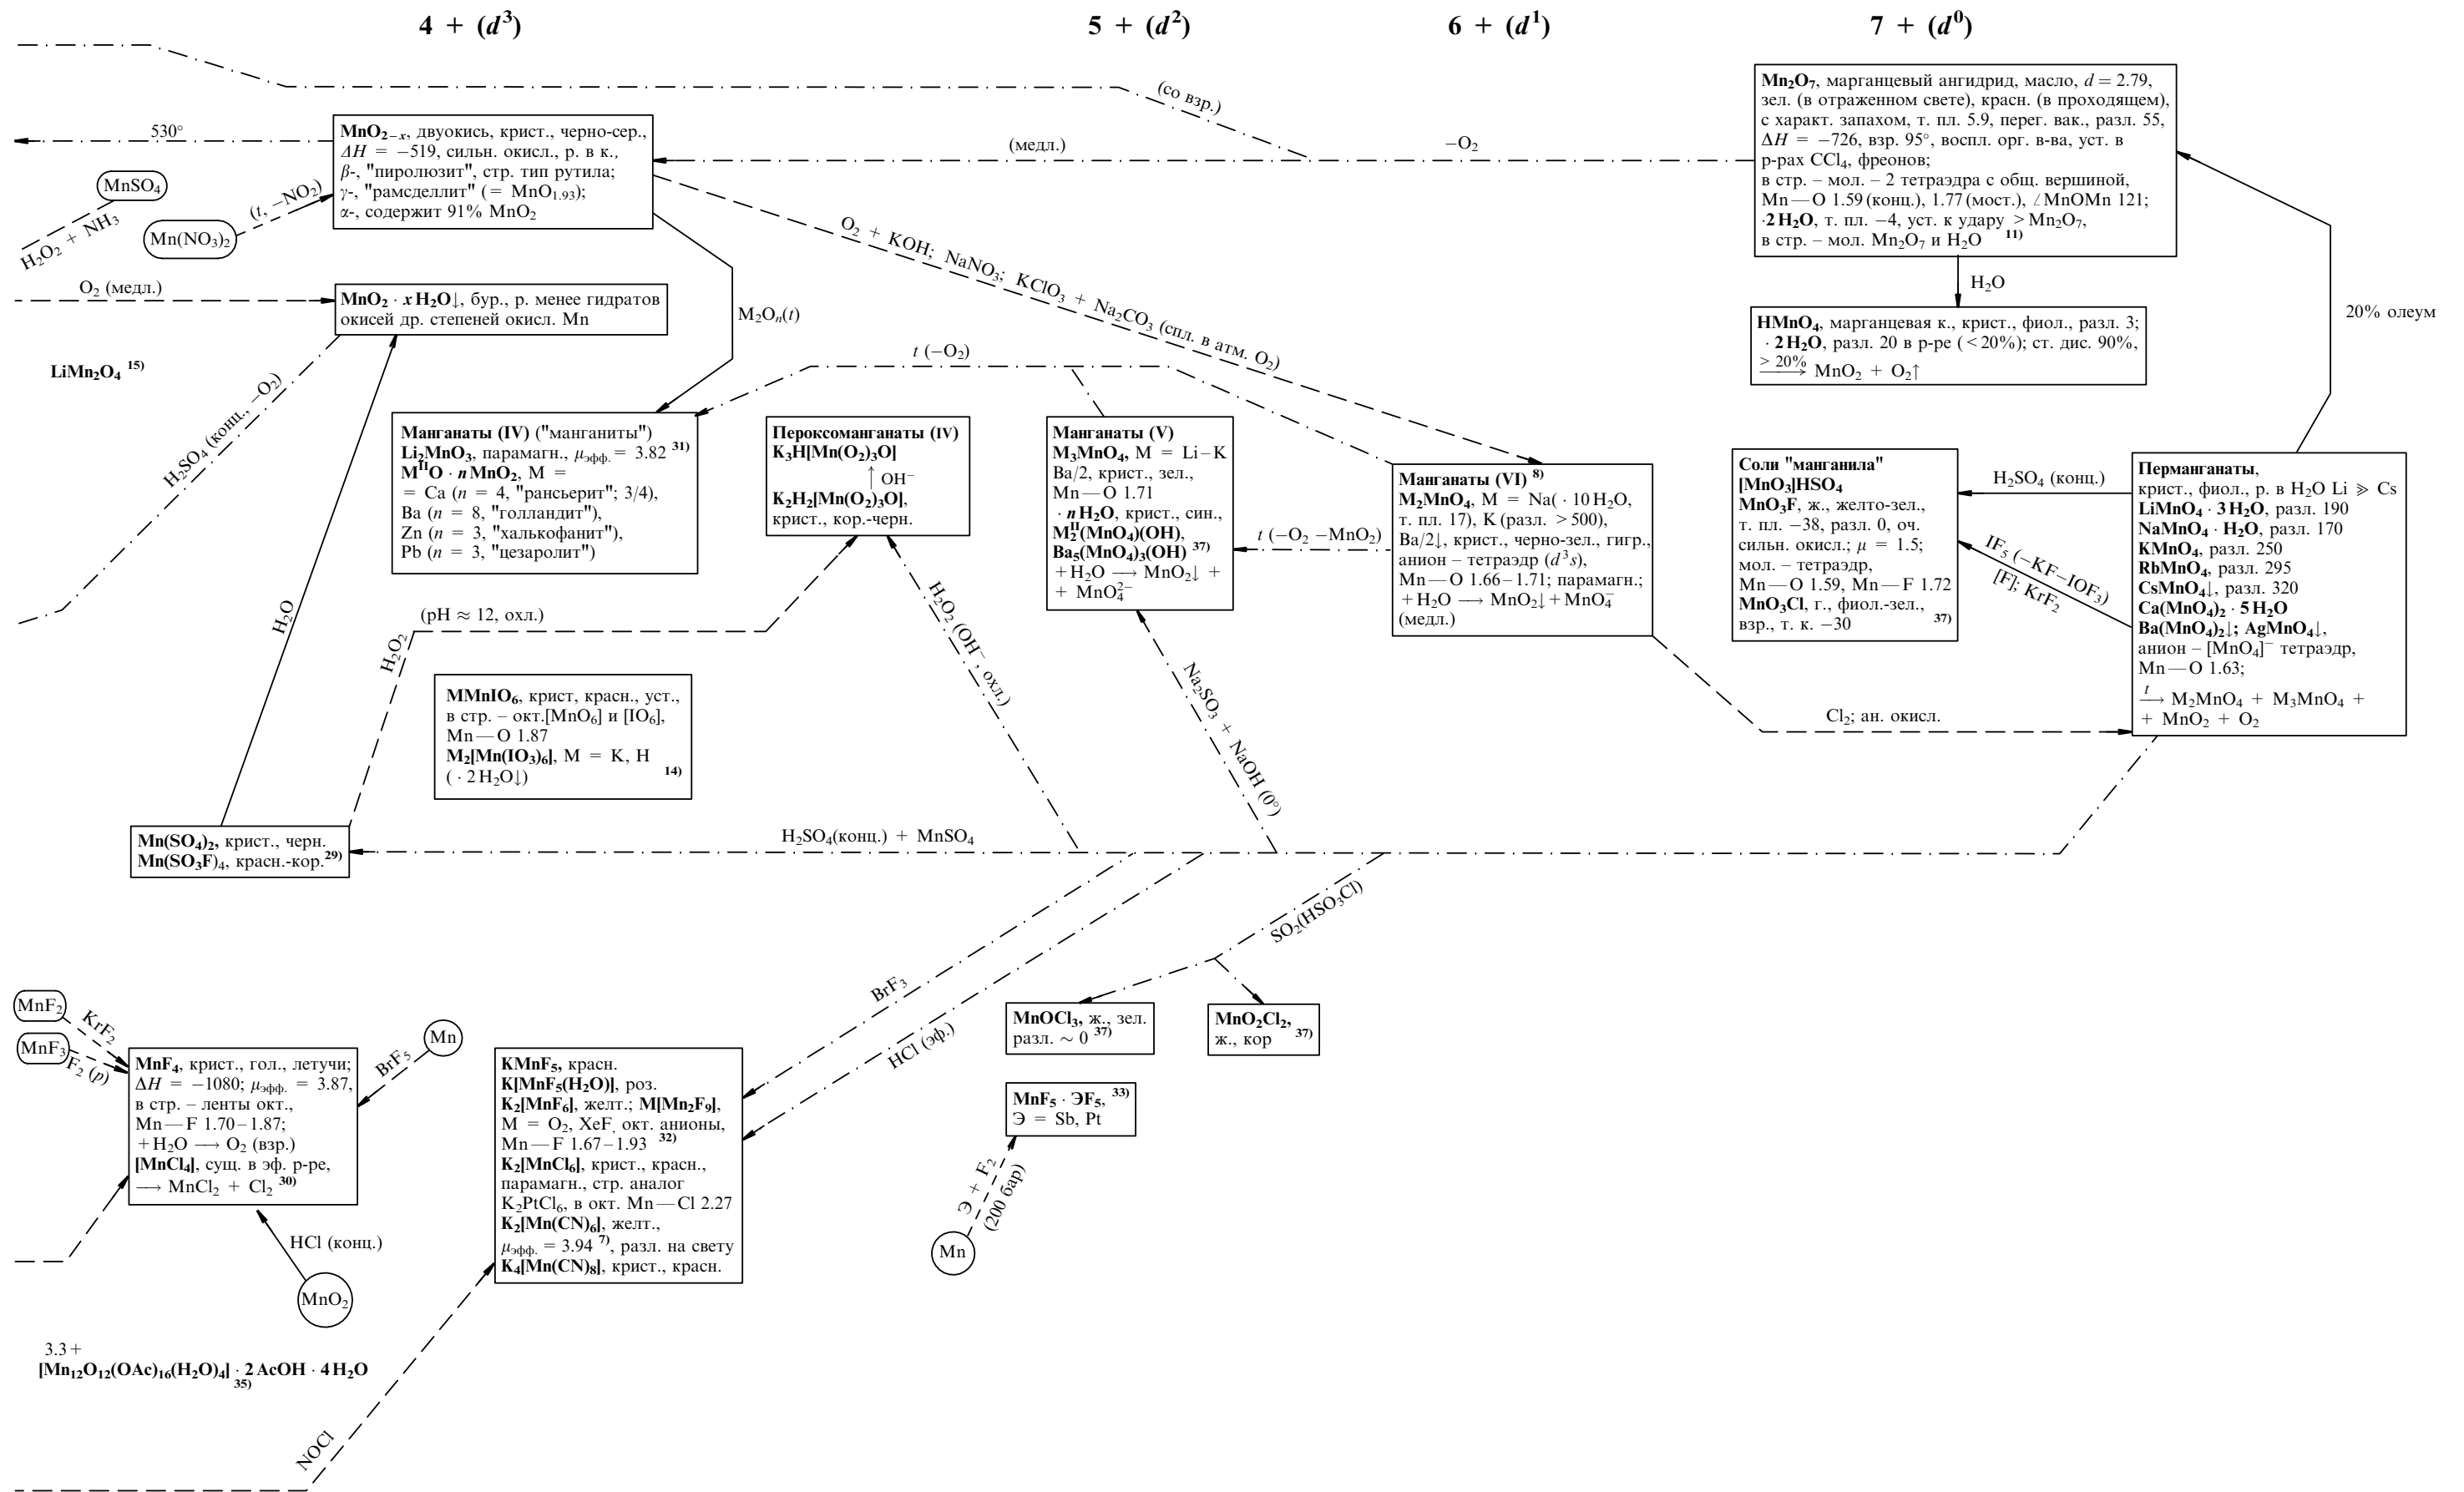 4 + (d³)
5 + (d²)
6 + (d¹)
7 + (d⁰)
(со взр.)
530°
(медл.)
−O₂
MnO₂₋ₓ, двуокись, крист., черно-сер.,
ΔH = −519, сильн. окисл., р. в к.,
β-, "пиролюзит", стр. тип рутила;
γ-, "рамсделлит" (= MnO₁.₉₃);
α-, содержит 91% MnO₂
MnSO₄
H₂O₂ + NH₃
Mn(NO₃)₂
(t, −NO₂)
O₂ (медл.)
MnO₂ · xH₂O↓, бур., р. менее гидратов
окисей др. степеней окисл. Mn
M₂Oₙ(t)
O₂ + KOH; NaNO₃; KClO₃ + Na₂CO₃ (спл. в атм. O₂)
Mn₂O₇, марганцевый ангидрид, масло, d = 2.79,
зел. (в отраженном свете), красн. (в проходящем),
с характ. запахом, т. пл. 5.9, перег. вак., разл. 55,
ΔH = −726, взр. 95°, воспл. орг. в-ва, уст. в
р-рах CCl₄, фреонов;
в стр. – мол. – 2 тетраэдра с общ. вершиной,
Mn—O 1.59 (конц.), 1.77 (мост.), ∠MnOMn 121;
·2H₂O, т. пл. −4, уст. к удару > Mn₂O₇,
в стр. – мол. Mn₂O₇ и H₂O ¹¹⁾
H₂O
HMnO₄, марганцевая к., крист., фиол., разл. 3;
· 2H₂O, разл. 20 в р-ре (<20%); ст. дис. 90%,
> 20%
⟶ MnO₂ + O₂↑
20% олеум
LiMn₂O₄ ¹⁵⁾
H₂SO₄ (конц., −O₂)
t (−O₂)
Манганаты (IV) ("манганиты")
Li₂MnO₃, парамагн., μэфф. = 3.82 ³¹⁾
MᴵᴵO · nMnO₂, M =
= Ca (n = 4, "рансьерит"; 3/4),
Ba (n = 8, "голландит"),
Zn (n = 3, "халькофанит"),
Pb (n = 3, "цезаролит")
Пероксоманганаты (IV)
K₃H[Mn(O₂)₃O]
↑ OH⁻
K₂H₂[Mn(O₂)₃O],
крист., кор.-черн.
Манганаты (V)
M₃MnO₄, M = Li–K
Ba/2, крист., зел.,
Mn—O 1.71
· nH₂O, крист., син.,
M₂ᴵᴵ(MnO₄)(OH),
Ba₅(MnO₄)₃(OH) ³⁷⁾
+H₂O ⟶ MnO₂↓ +
+ MnO₄²⁻
t (−O₂ −MnO₂)
Манганаты (VI) ⁸⁾
M₂MnO₄, M = Na( · 10H₂O,
т. пл. 17), K (разл. > 500),
Ba/2↓, крист., черно-зел., гигр.,
анион – тетраэдр (d³s),
Mn—O 1.66–1.71; парамагн.;
+H₂O ⟶ MnO₂↓+MnO₄⁻
(медл.)
Соли "манганила"
[MnO₃]HSO₄
MnO₃F, ж., желто-зел.,
т. пл. −38, разл. 0, оч.
сильн. окисл.; μ = 1.5;
мол. – тетраэдр,
Mn—O 1.59, Mn—F 1.72
MnO₃Cl, г., фиол.-зел.,
взр., т. к. −30 ³⁷⁾
H₂SO₄ (конц.)
IF₅ (−KF−IOF₃)
[F]; KrF₂
Перманганаты,
крист., фиол., р. в H₂O Li ≫ Cs
LiMnO₄ · 3H₂O, разл. 190
NaMnO₄ · H₂O, разл. 170
KMnO₄, разл. 250
RbMnO₄, разл. 295
CsMnO₄↓, разл. 320
Ca(MnO₄)₂ · 5H₂O
Ba(MnO₄)₂↓; AgMnO₄↓,
анион – [MnO₄]⁻ тетраэдр,
Mn—O 1.63;
t
⟶ M₂MnO₄ + M₃MnO₄ +
+ MnO₂ + O₂
H₂O
H₂O₂
(pH ≈ 12, охл.)
H₂O₂ (OH⁻, охл.)
Na₂SO₃ + NaOH (0°)
Cl₂; ан. окисл.
MMnIO₆, крист, красн., уст.,
в стр. – окт.[MnO₆] и [IO₆],
Mn—O 1.87
M₂[Mn(IO₃)₆], M = K, H
( · 2H₂O↓) ¹⁴⁾
Mn(SO₄)₂, крист., черн.
Mn(SO₃F)₄, красн.-кор.²⁹⁾
H₂SO₄(конц.) + MnSO₄
BrF₃
HCl (эф.)
SO₂(HSO₃Cl)
MnF₂
KrF₂
MnF₃
F₂ (p)
Mn
BrF₅
MnF₄, крист., гол., летучи;
ΔH = −1080; μэфф. = 3.87,
в стр. – ленты окт.,
Mn—F 1.70–1.87;
+H₂O ⟶ O₂ (взр.)
[MnCl₄], сущ. в эф. р-ре,
⟶ MnCl₂ + Cl₂ ³⁰⁾
HCl (конц.)
MnO₂
KMnF₅, красн.
K[MnF₅(H₂O)], роз.
K₂[MnF₆], желт.; M[Mn₂F₉],
M = O₂, XeF, окт. анионы,
Mn—F 1.67–1.93 ³²⁾
K₂[MnCl₆], крист., красн.,
парамагн., стр. аналог
K₂PtCl₆, в окт. Mn—Cl 2.27
K₂[Mn(CN)₆], желт.,
μэфф. = 3.94 ⁷⁾, разл. на свету
K₄[Mn(CN)₈], крист., красн.
MnOCl₃, ж., зел.
разл. ~ 0 ³⁷⁾
MnO₂Cl₂,
ж., кор ³⁷⁾
MnF₅ · ЭF₅, ³³⁾
Э = Sb, Pt
Э + F₂
(200 бар)
Mn
3.3+
[Mn₁₂O₁₂(OAc)₁₆(H₂O)₄] · 2AcOH · 4H₂O
³⁵⁾
NOCl